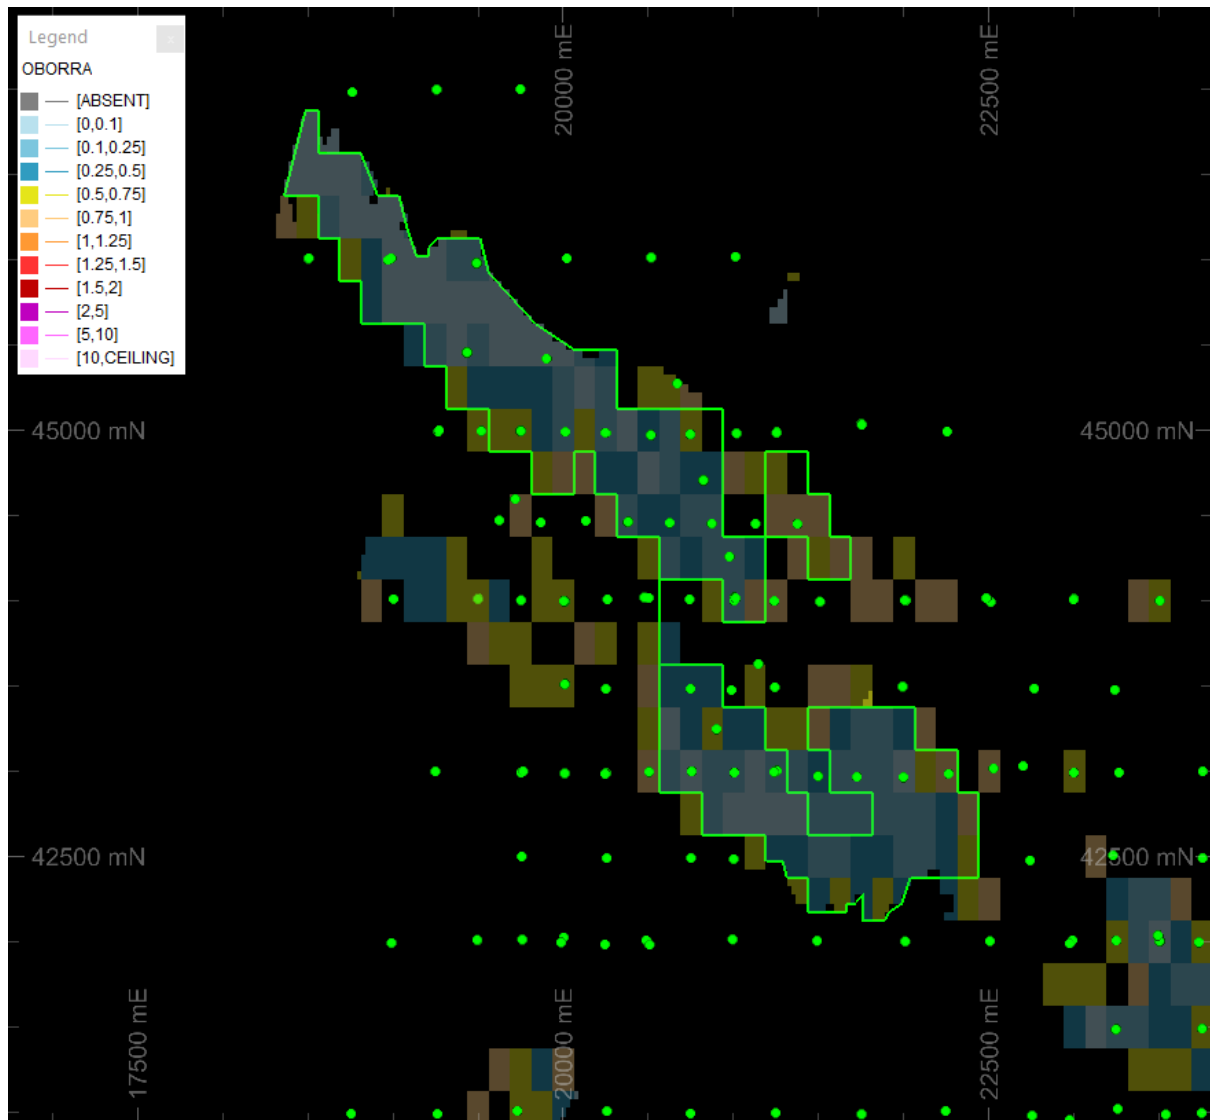 Legend
x
OBORRA
[ABSENT]
[0,0.1]
[0.1,0.25]
[0.25,0.5]
[0.5,0.75]
[0.75,1]
[1,1.25]
[1.25,1.5]
[1.5,2]
[2,5]
[5,10]
[10,CEILING]
20000 mE
22500 mE
45000 mN
45000 mN
42500 mN
42500 mN
17500 mE
20000 mE
22500 mE